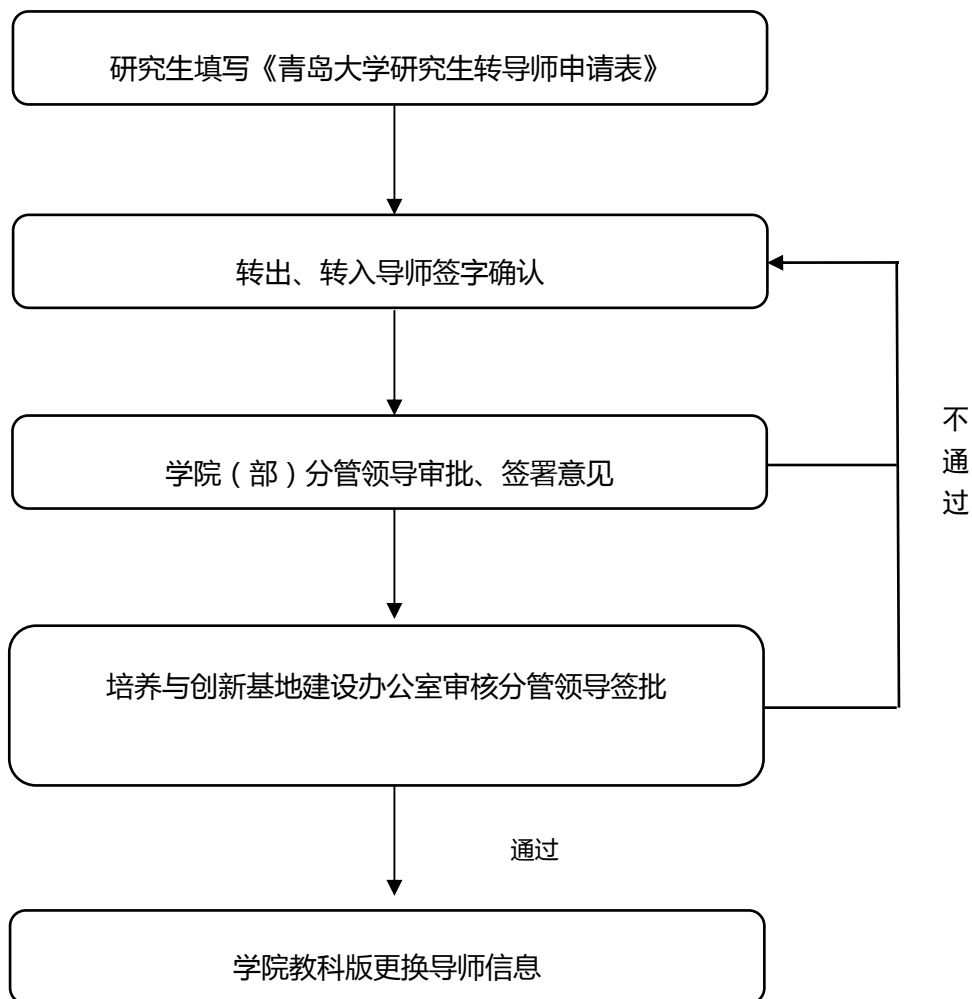 研究生填写《青岛大学研究生转导师申请表》
转出、转入导师签字确认
学院（部）分管领导审批、签署意见
不
通
过
培养与创新基地建设办公室审核分管领导签批
通过
学院教科版更换导师信息